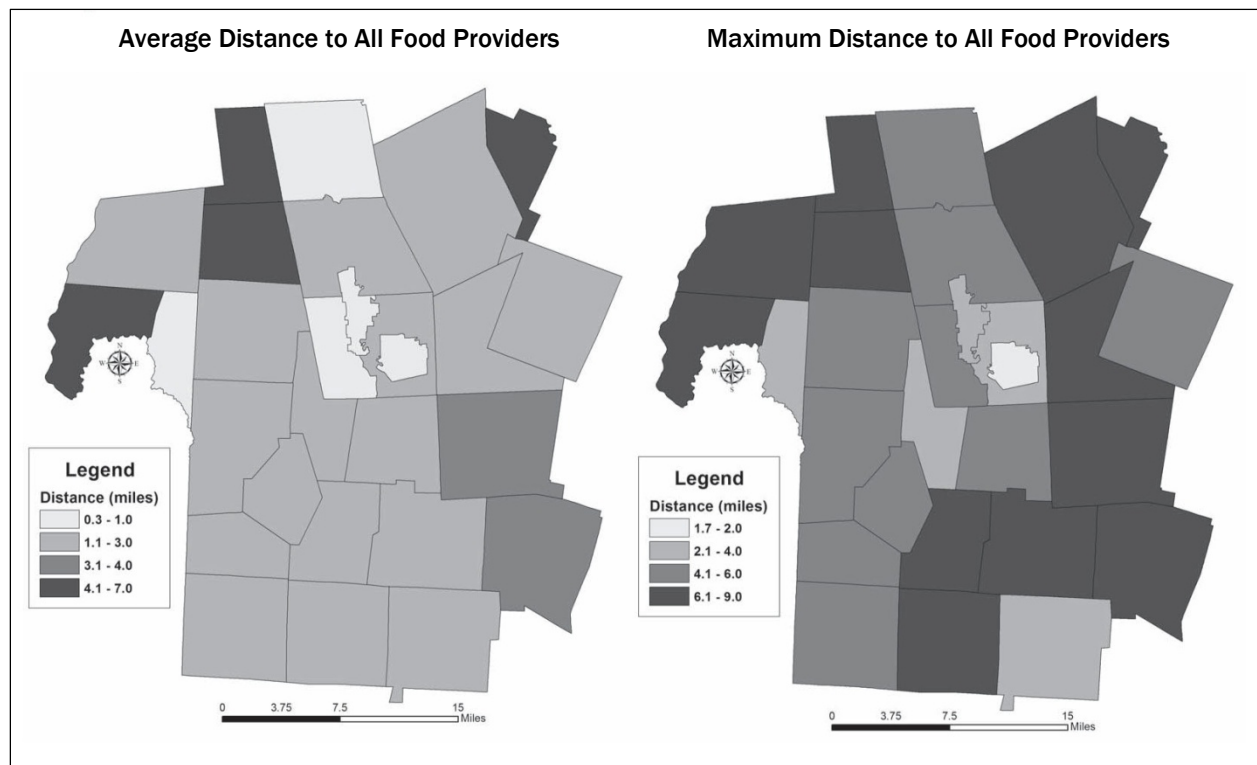 Average Distance to All Food Providers
N
W E
S
Legend
Distance (miles)
0.3 - 1.0
1.1 - 3.0
3.1 - 4.0
4.1 - 7.0
0 3.75 7.5 15
Miles
Maximum Distance to All Food Providers
N
W E
S
Legend
Distance (miles)
1.7 - 2.0
2.1 - 4.0
4.1 - 6.0
6.1 - 9.0
0 3.75 7.5 15
Miles